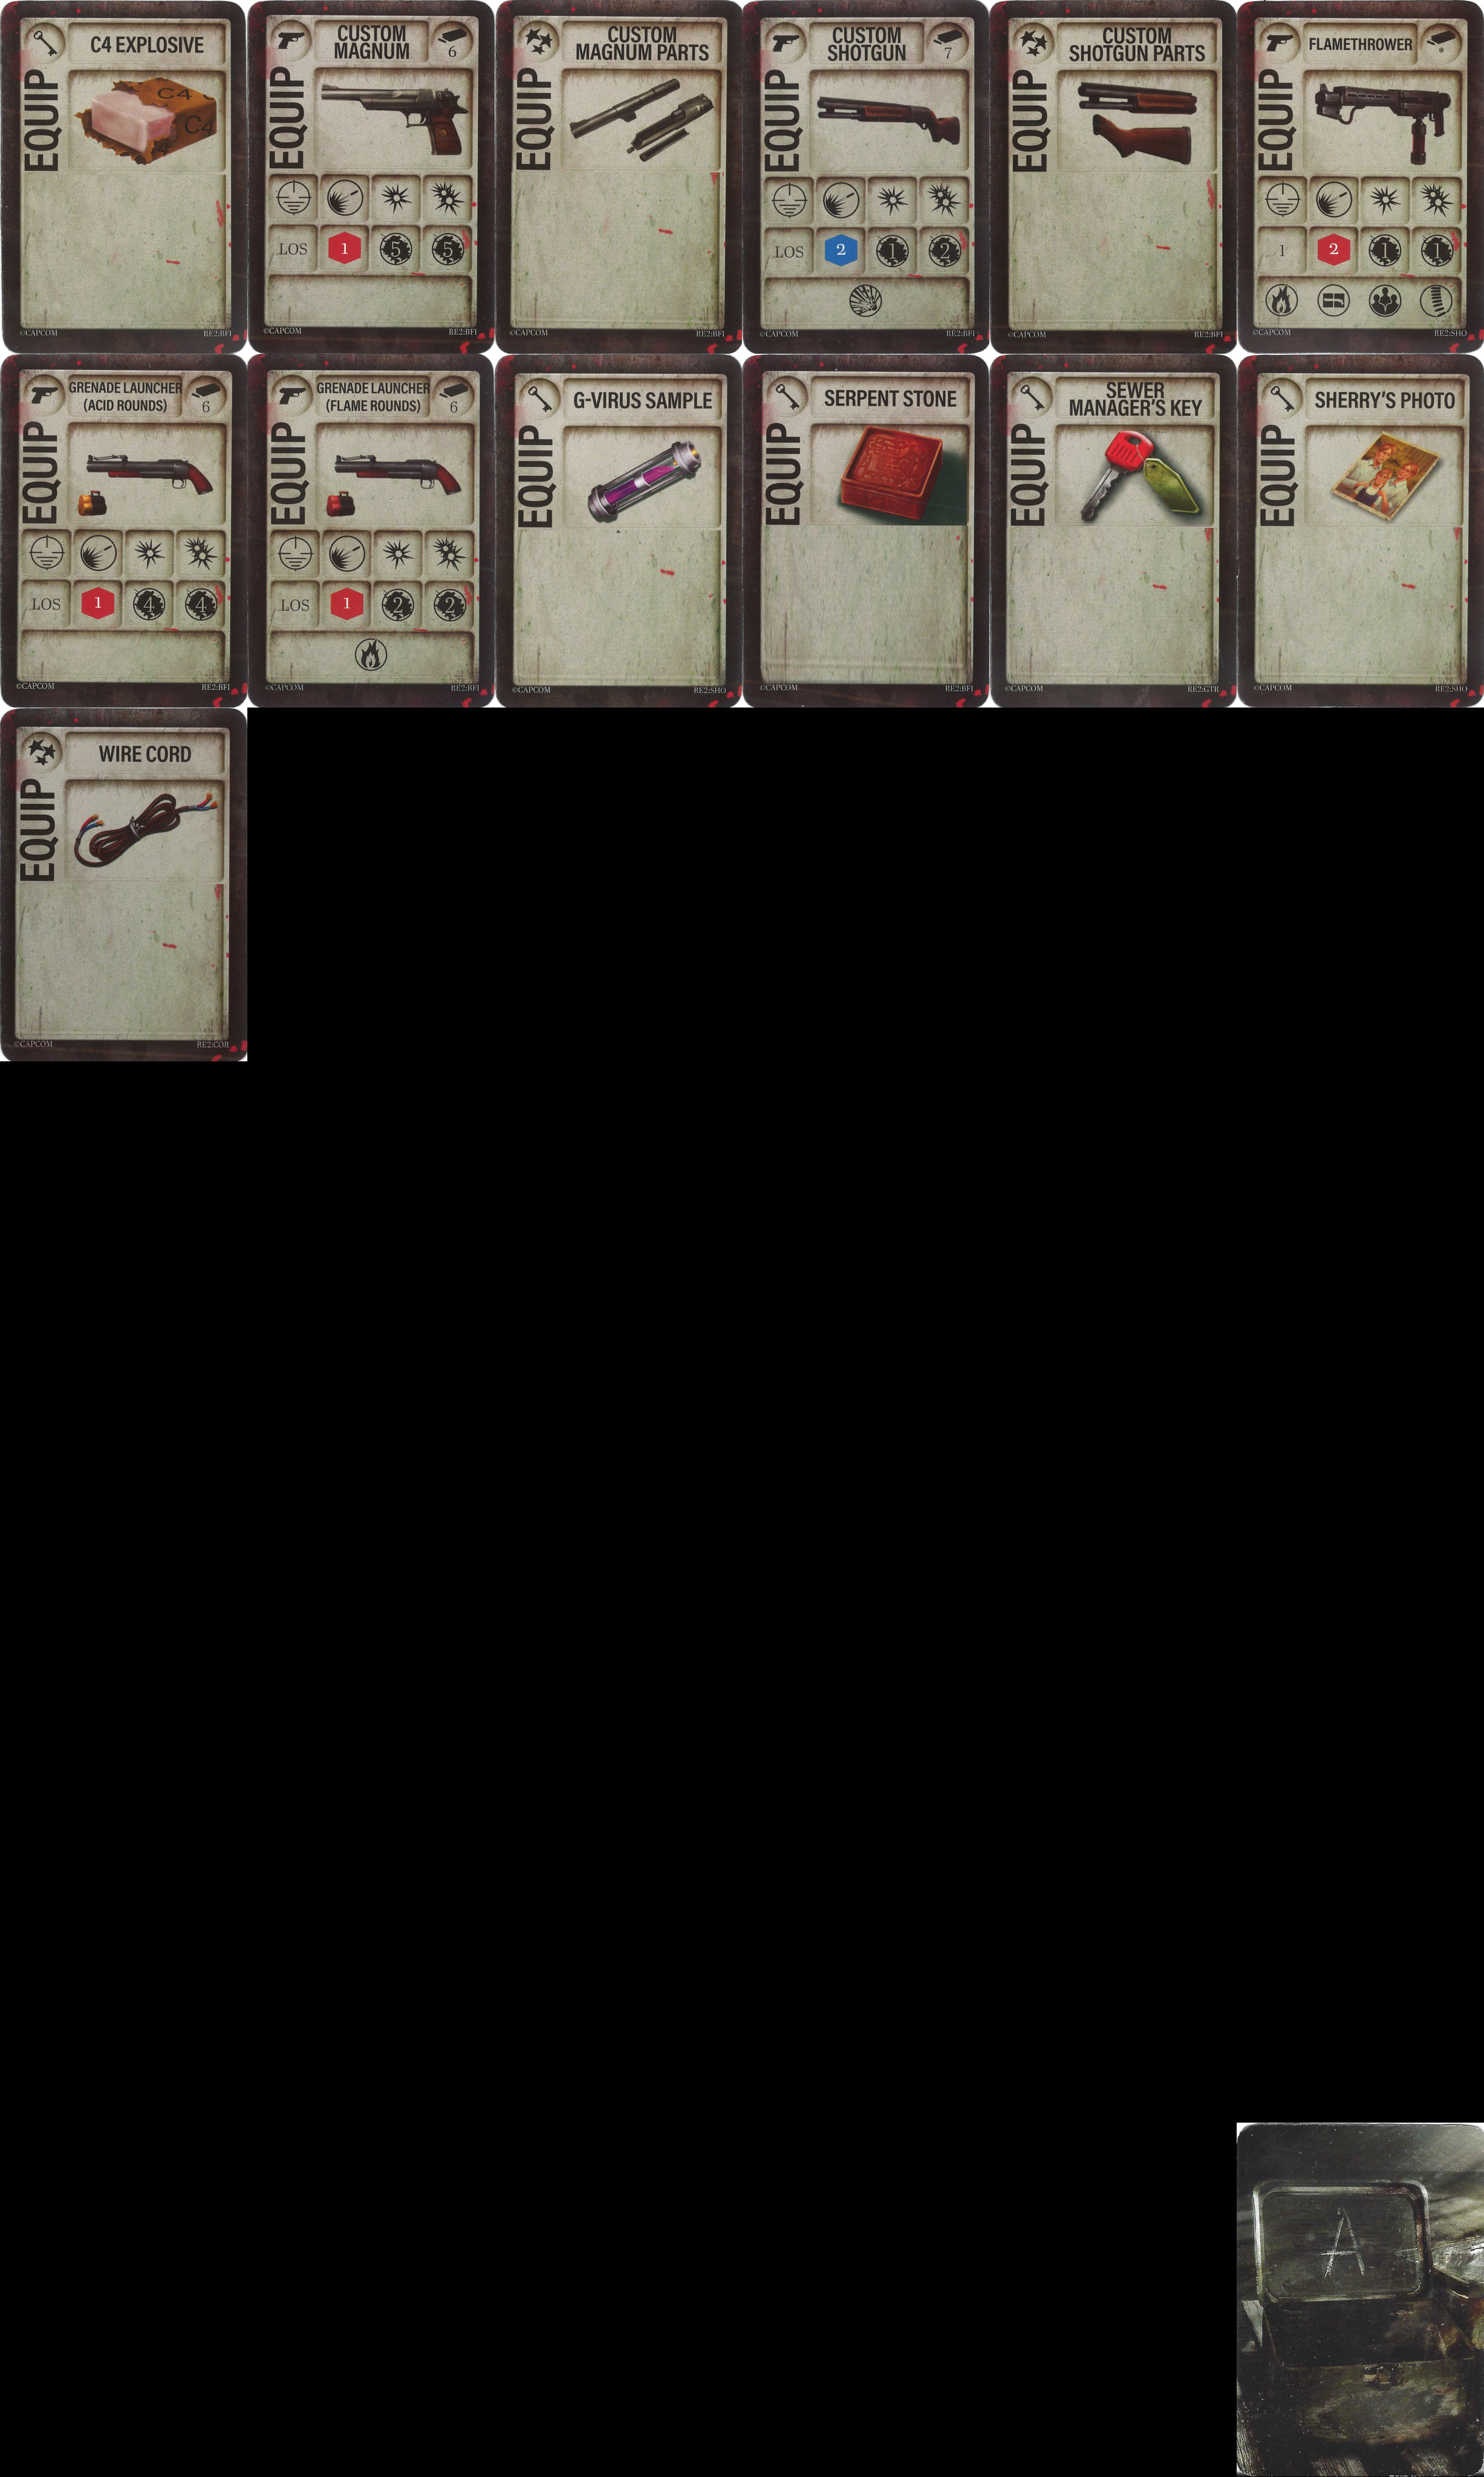 C4 EXPLOSIVE
EQUIP
C4
C4
©CAPCOM
RE2:BFI
CUSTOM
MAGNUM
6
EQUIP
LOS
1
5
5
©CAPCOM
RE2:BFI
CUSTOM
MAGNUM PARTS
EQUIP
©CAPCOM
RE2:BFI
CUSTOM
SHOTGUN
7
EQUIP
LOS
2
1
2
©CAPCOM
RE2:BFI
CUSTOM
SHOTGUN PARTS
EQUIP
©CAPCOM
RE2:BFI
FLAMETHROWER
*
EQUIP
1
2
1
1
©CAPCOM
RE2:SHO
GRENADE LAUNCHER
(ACID ROUNDS)
6
EQUIP
LOS
1
4
4
©CAPCOM
RE2:BFI
GRENADE LAUNCHER
(FLAME ROUNDS)
6
EQUIP
LOS
1
2
2
©CAPCOM
RE2:BFI
G-VIRUS SAMPLE
EQUIP
©CAPCOM
RE2:SHO
SERPENT STONE
EQUIP
©CAPCOM
RE2:BFI
SEWER
MANAGER'S KEY
EQUIP
©CAPCOM
RE2:GTR
SHERRY'S PHOTO
EQUIP
©CAPCOM
RE2:SHO
WIRE CORD
EQUIP
©CAPCOM
RE2:COR
A